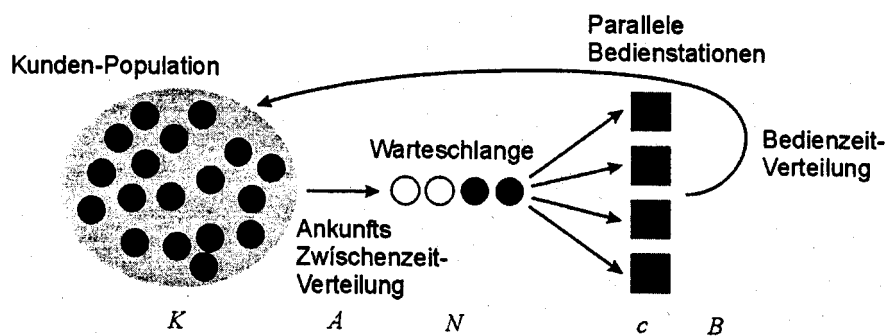 Parallele
Bedienstationen
Kunden-Population
Warteschlange
Bedienzeit-
Verteilung
Ankunfts
Zwischenzeit-
Verteilung
K A N c B